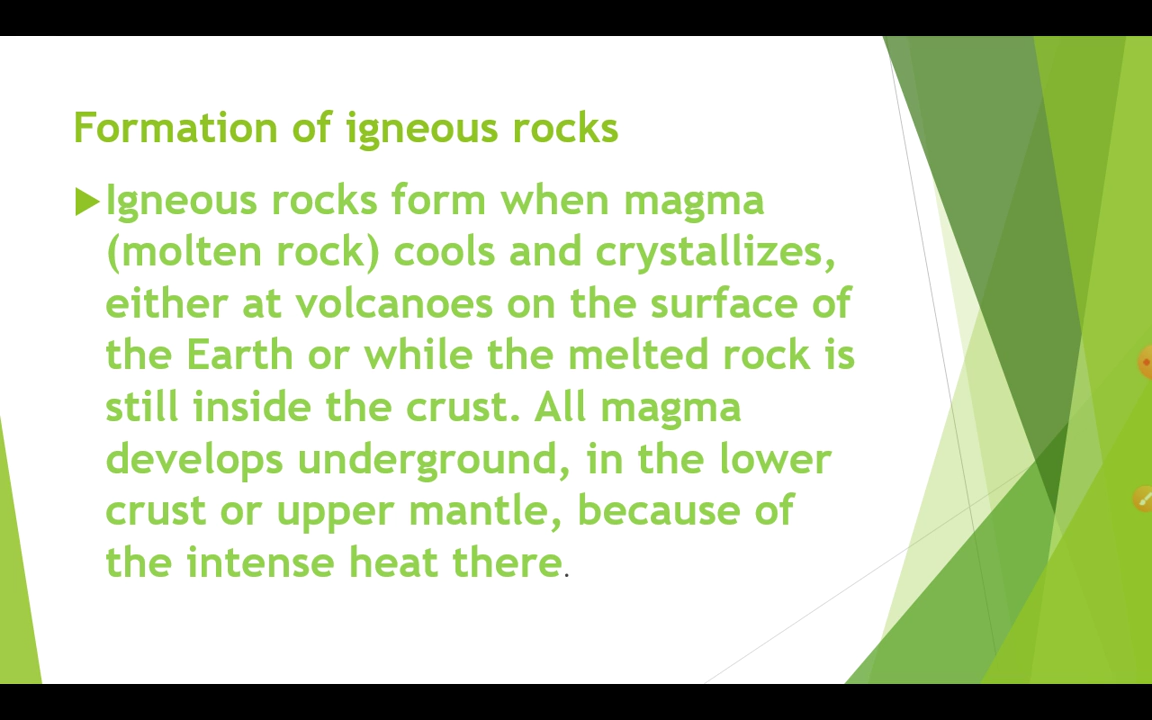 Formation of igneous rocks
Igneous rocks form when magma
(molten rock) cools and crystallizes,
either at volcanoes on the surface of
the Earth or while the melted rock is
still inside the crust. All magma
develops underground, in the lower
crust or upper mantle, because of
the intense heat there.